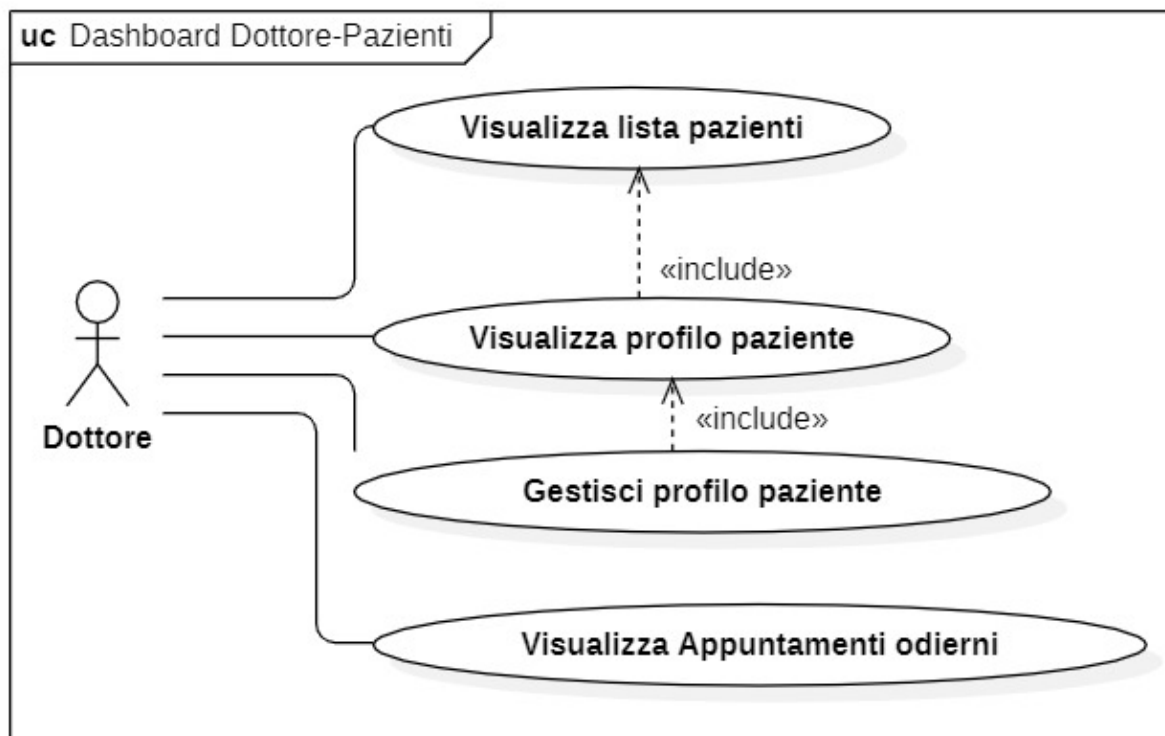 uc Dashboard Dottore-Pazienti
Visualizza lista pazienti
«include»
Visualizza profilo paziente
«include»
Dottore
Gestisci profilo paziente
Visualizza Appuntamenti odierni